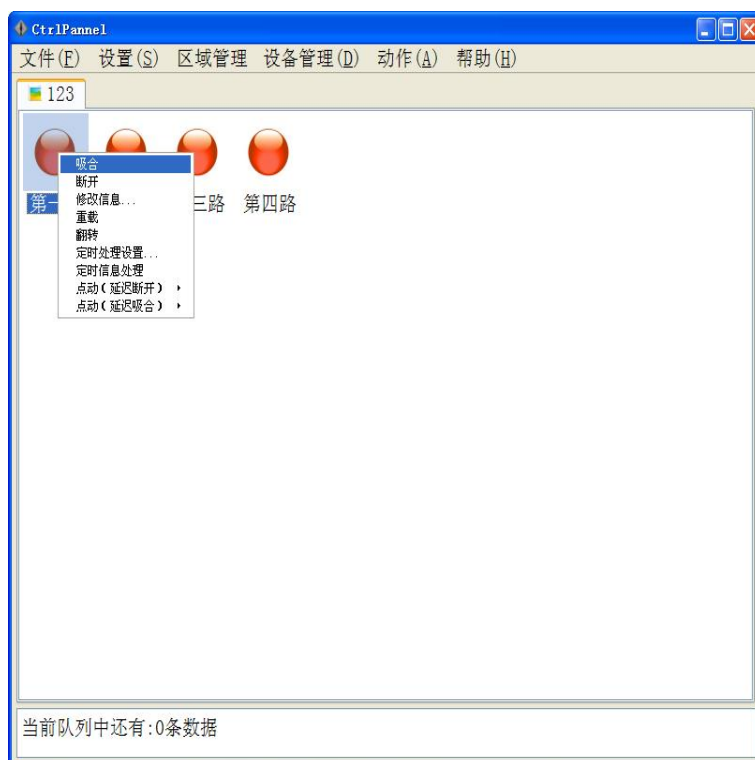 CtrlPannel
文件(F) 设置(S) 区域管理 设备管理(D) 动作(A) 帮助(H)
123
第一 三路 第四路
吸合
断开
修改信息...
重载
翻转
定时处理设置...
定时信息处理
点动(延迟断开)
点动(延迟吸合)
当前队列中还有:0条数据